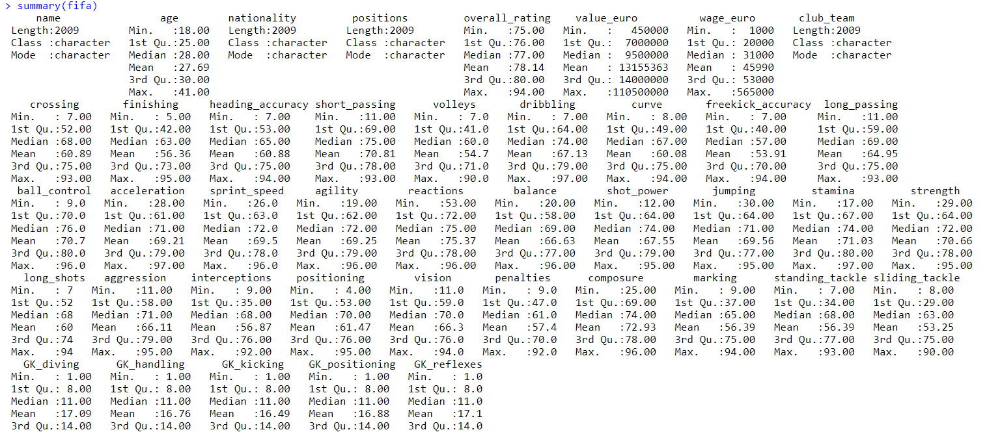 > summary(fifa)
name age nationality positions overall_rating value_euro wage_euro club_team
Length:2009 Min. :18.00 Length:2009 Length:2009 Min. :75.00 Min. : 450000 Min. : 1000 Length:2009
Class :character 1st Qu.:25.00 Class :character Class :character 1st Qu.:76.00 1st Qu.: 7000000 1st Qu.: 20000 Class :character
Mode :character Median :28.00 Mode :character Mode :character Median :77.00 Median : 9500000 Median : 31000 Mode :character
Mean :27.69 Mean :78.14 Mean : 13155363 Mean : 45990
3rd Qu.:30.00 3rd Qu.:80.00 3rd Qu.: 14000000 3rd Qu.: 53000
Max. :41.00 Max. :94.00 Max. :110500000 Max. :565000
crossing finishing heading_accuracy short_passing volleys dribbling curve freekick_accuracy long_passing
Min. : 7.00 Min. : 5.00 Min. : 7.00 Min. :11.00 Min. : 7.0 Min. : 7.00 Min. : 8.00 Min. : 7.00 Min. :11.00
1st Qu.:52.00 1st Qu.:42.00 1st Qu.:53.00 1st Qu.:69.00 1st Qu.:41.0 1st Qu.:64.00 1st Qu.:49.00 1st Qu.:40.00 1st Qu.:59.00
Median :68.00 Median :63.00 Median :65.00 Median :75.00 Median :60.0 Median :74.00 Median :67.00 Median :57.00 Median :69.00
Mean :60.89 Mean :56.36 Mean :60.88 Mean :70.81 Mean :54.7 Mean :67.13 Mean :60.08 Mean :53.91 Mean :64.95
3rd Qu.:75.00 3rd Qu.:73.00 3rd Qu.:75.00 3rd Qu.:78.00 3rd Qu.:71.0 3rd Qu.:79.00 3rd Qu.:75.00 3rd Qu.:70.00 3rd Qu.:75.00
Max. :93.00 Max. :95.00 Max. :94.00 Max. :93.00 Max. :90.0 Max. :97.00 Max. :94.00 Max. :94.00 Max. :93.00
ball_control acceleration sprint_speed agility reactions balance shot_power jumping stamina strength
Min. : 9.0 Min. :28.00 Min. :26.0 Min. :19.00 Min. :53.00 Min. :20.00 Min. :12.00 Min. :30.00 Min. :17.00 Min. :29.00
1st Qu.:70.0 1st Qu.:61.00 1st Qu.:63.0 1st Qu.:62.00 1st Qu.:72.00 1st Qu.:58.00 1st Qu.:64.00 1st Qu.:64.00 1st Qu.:67.00 1st Qu.:64.00
Median :76.0 Median :71.00 Median :72.0 Median :72.00 Median :75.00 Median :69.00 Median :74.00 Median :71.00 Median :74.00 Median :72.00
Mean :70.7 Mean :69.21 Mean :69.5 Mean :69.25 Mean :75.37 Mean :66.63 Mean :67.55 Mean :69.56 Mean :71.03 Mean :70.66
3rd Qu.:80.0 3rd Qu.:79.00 3rd Qu.:78.0 3rd Qu.:79.00 3rd Qu.:78.00 3rd Qu.:77.00 3rd Qu.:79.00 3rd Qu.:77.00 3rd Qu.:80.00 3rd Qu.:78.00
Max. :96.0 Max. :97.00 Max. :96.0 Max. :96.00 Max. :96.00 Max. :96.00 Max. :95.00 Max. :95.00 Max. :97.00 Max. :95.00
long_shots aggression interceptions positioning vision penalties composure marking standing_tackle sliding_tackle
Min. : 7 Min. :11.00 Min. : 9.00 Min. : 4.00 Min. :11.0 Min. : 9.0 Min. :25.00 Min. : 9.00 Min. : 7.00 Min. : 8.00
1st Qu.:52 1st Qu.:58.00 1st Qu.:35.00 1st Qu.:53.00 1st Qu.:59.0 1st Qu.:47.0 1st Qu.:69.00 1st Qu.:37.00 1st Qu.:34.00 1st Qu.:29.00
Median :68 Median :71.00 Median :68.00 Median :70.00 Median :70.0 Median :61.0 Median :74.00 Median :65.00 Median :68.00 Median :63.00
Mean :60 Mean :66.11 Mean :56.87 Mean :61.47 Mean :66.3 Mean :57.4 Mean :72.93 Mean :56.39 Mean :56.39 Mean :53.25
3rd Qu.:74 3rd Qu.:79.00 3rd Qu.:76.00 3rd Qu.:76.00 3rd Qu.:76.0 3rd Qu.:70.0 3rd Qu.:78.00 3rd Qu.:75.00 3rd Qu.:77.00 3rd Qu.:75.00
Max. :94 Max. :95.00 Max. :92.00 Max. :95.00 Max. :94.0 Max. :92.0 Max. :96.00 Max. :94.00 Max. :93.00 Max. :90.00
GK_diving GK_handling GK_kicking GK_positioning GK_reflexes
Min. : 1.00 Min. : 1.00 Min. : 1.00 Min. : 1.00 Min. : 1.0
1st Qu.: 8.00 1st Qu.: 8.00 1st Qu.: 8.00 1st Qu.: 8.00 1st Qu.: 8.0
Median :11.00 Median :11.00 Median :11.00 Median :11.00 Median :11.0
Mean :17.09 Mean :16.76 Mean :16.49 Mean :16.88 Mean :17.1
3rd Qu.:14.00 3rd Qu.:14.00 3rd Qu.:14.00 3rd Qu.:14.00 3rd Qu.:14.0